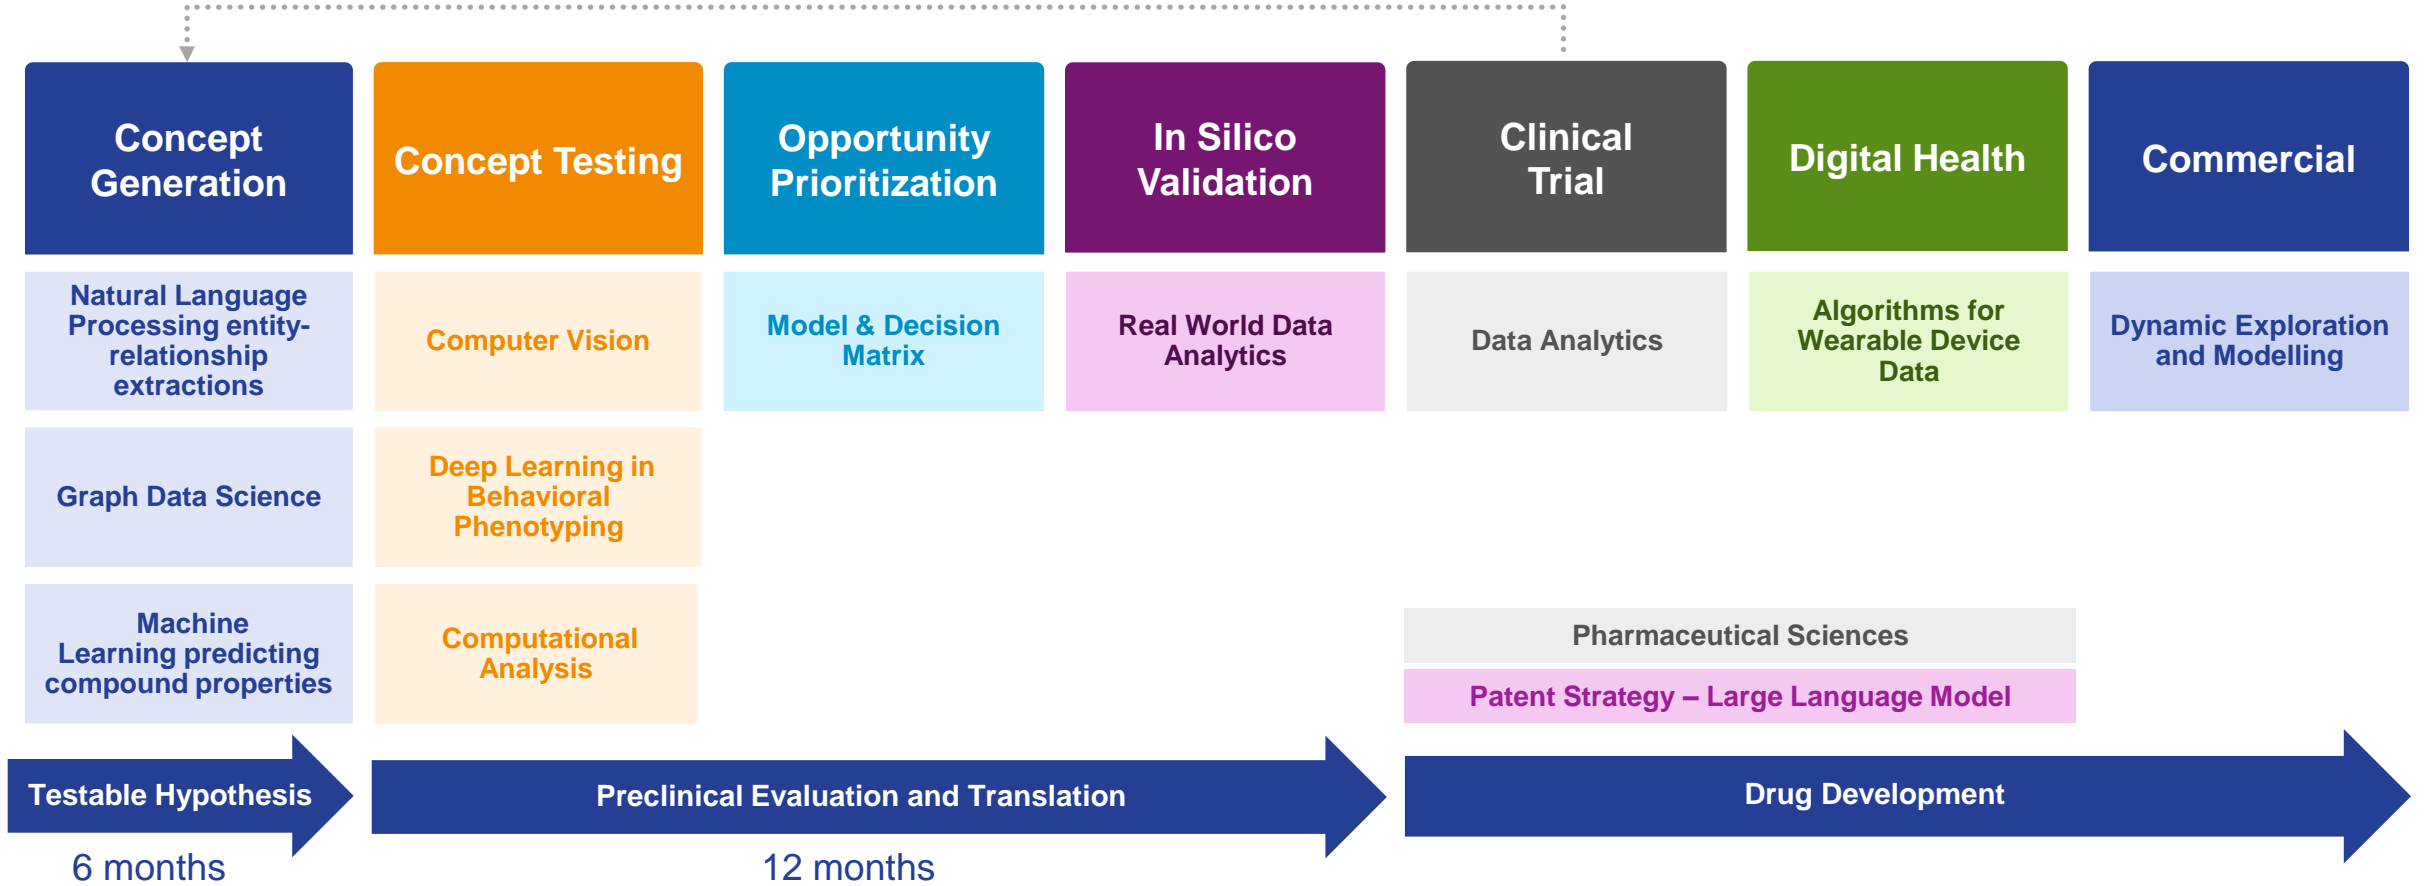 Concept
Generation
Concept Testing
Opportunity
Prioritization
In Silico
Validation
Clinical
Trial
Digital Health
Commercial
Natural Language
Processing entity-
relationship
extractions
Computer Vision
Model & Decision
Matrix
Real World Data
Analytics
Data Analytics
Algorithms for
Wearable Device
Data
Dynamic Exploration
and Modelling
Graph Data Science
Deep Learning in
Behavioral
Phenotyping
Machine
Learning predicting
compound properties
Computational
Analysis
Pharmaceutical Sciences
Patent Strategy – Large Language Model
Testable Hypothesis
Preclinical Evaluation and Translation
Drug Development
6 months
12 months